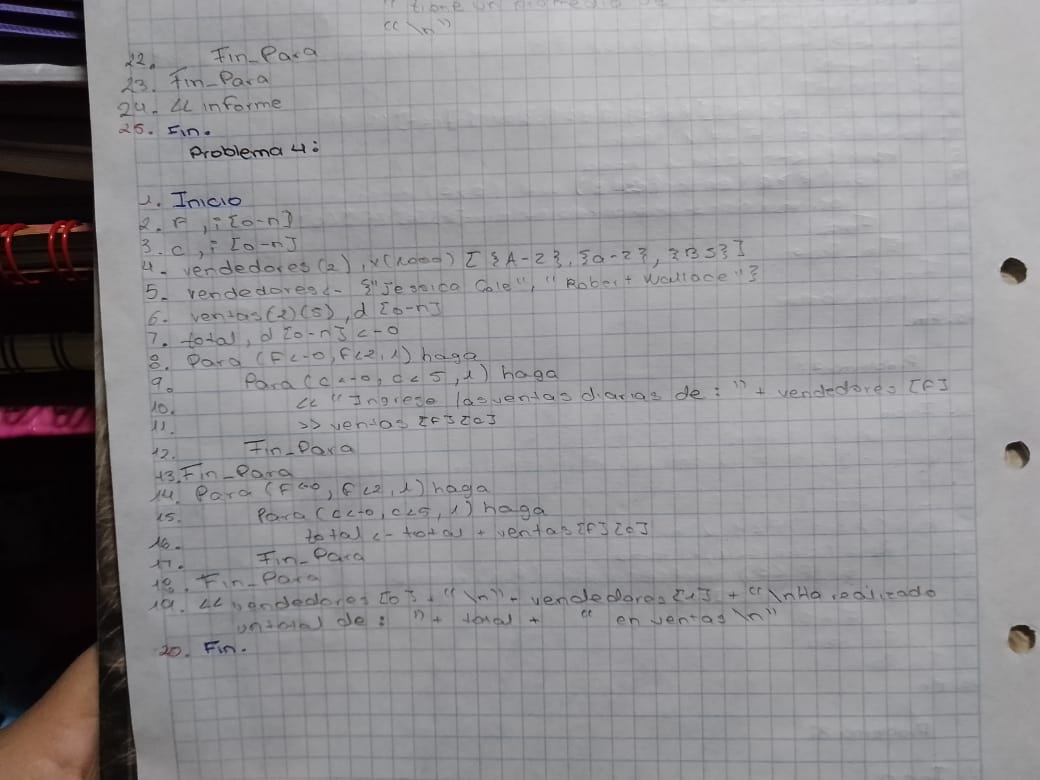 "\n"
22. Fin_Para
23. Fin_Para
24. << informe
25. Fin.
Problema 4:
1. Inicio
2. F, i [0-n]
3. c, i [0-n]
4. vendedores(2), v(1000) [{A-Z}, {a-z}, {BS}]
5. vendedores<- {"Jessica Cole", "Robert Wallace"}
6. ventas(2)(5), d [0-n]
7. total, d [0-n] <-0
8. Para (F<-0, F<2, 1) haga
9. Para (c<-0, c<5, 1) haga
10. << "Ingrese las ventas diarias de: " + vendedores [F]
11. >> ventas [F][c]
12. Fin_Para
13. Fin_Para
14. Para (F<-0, F<2, 1) haga
15. Para (c<-0, c<5, 1) haga
16. total <- total + ventas[F][c]
17. Fin_Para
18. Fin_Para
19. << vendedores [0] + "\n" + vendedores [1] + "\nHa realizado
un total de: " + total + " en ventas \n"
20. Fin.